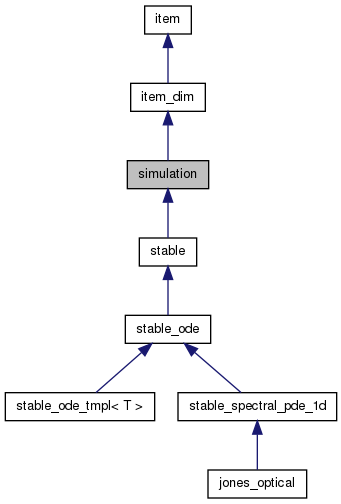 item
item_dim
simulation
stable
stable_ode
stable_ode_tmpl< T >
stable_spectral_pde_1d
jones_optical